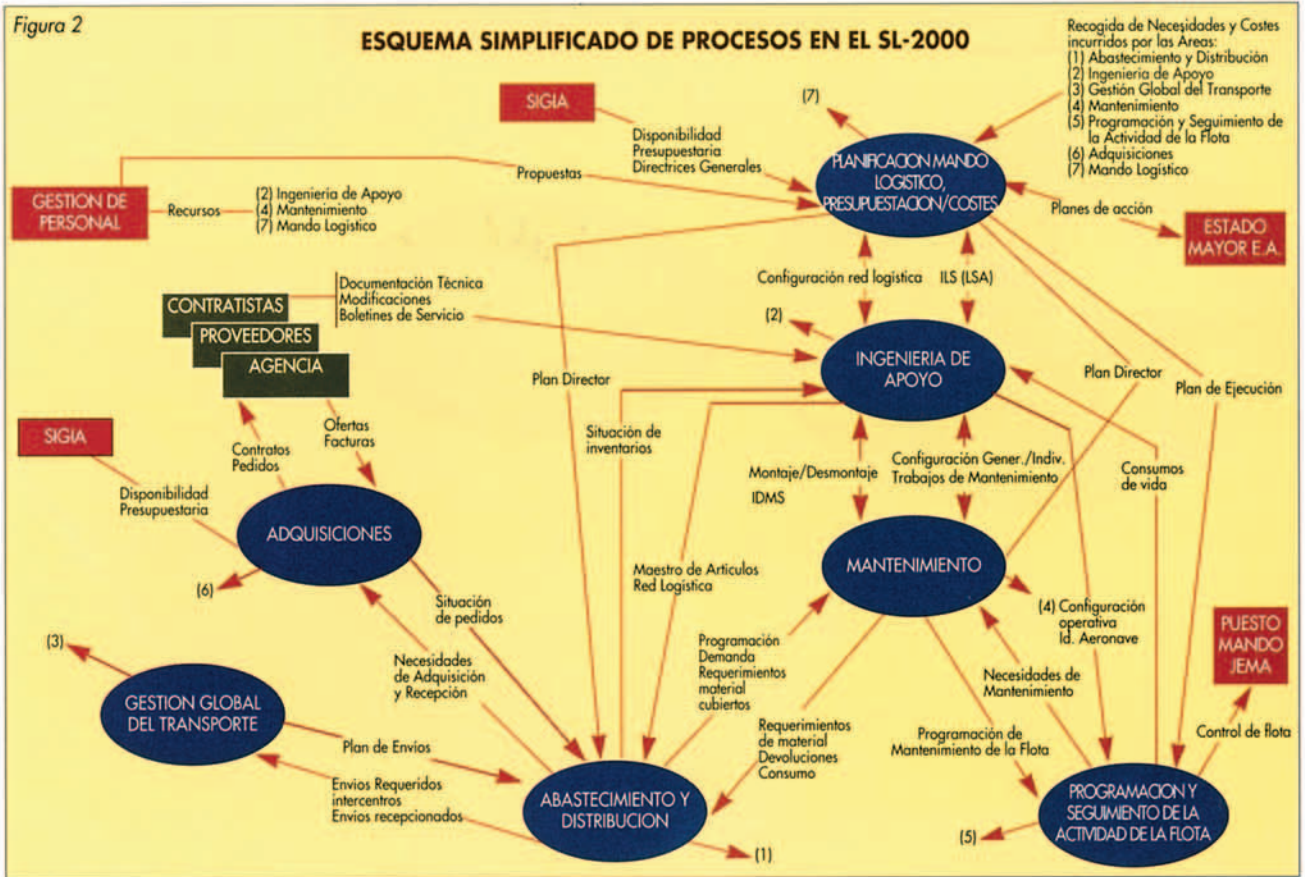 Figura 2
ESQUEMA SIMPLIFICADO DE PROCESOS EN EL SL-2000
Recogida de Necesidades y Costes
incurridos por las Areas:
(1) Abastecimiento y Distribución
(2) Ingeniería de Apoyo
(3) Gestión Global del Transporte
(4) Mantenimiento
(5) Programación y Seguimiento de
la Actividad de la Flota
(6) Adquisiciones
(7) Mando Logístico
SIGIA
(7)
Disponibilidad
Presupuestaria
Directrices Generales
PLANIFICACION MANDO
LOGISTICO,
PRESUPUESTACION/COSTES
Propuestas
GESTION DE
PERSONAL
Recursos
(2) Ingeniería de Apoyo
(4) Mantenimiento
(7) Mando Logístico
Planes de acción
ESTADO
MAYOR E.A.
Documentación Técnica
Modificaciones
Boletines de Servicio
Configuración red logística
ILS (LSA)
CONTRATISTAS
PROVEEDORES
AGENCIA
(2)
INGENIERIA DE
APOYO
Plan Director
Plan Director
Plan de Ejecución
SIGIA
Contratos
Pedidos
Ofertas
Facturas
Situación de
inventarios
Montaje/Desmontaje
IDMS
Configuración Gener./Indiv.
Trabajos de Mantenimiento
Consumos
de vida
Disponibilidad
Presupuestaria
ADQUISICIONES
(6)
Maestro de Artículos
Red Logística
MANTENIMIENTO
Situación
de pedidos
(4)
Configuración
operativa
Id. Aeronave
PUESTO
MANDO
JEMA
(3)
Necesidades
de Adquisición
y Recepción
Programación
Demanda
Requerimientos
material
cubiertos
Necesidades de
Mantenimiento
GESTION GLOBAL
DEL TRANSPORTE
Plan de Envíos
Requerimientos
de material
Devoluciones
Consumo
Programación de
Mantenimiento de la Flota
Control de flota
Envios Requeridos
intercentros
Envios recepcionados
ABASTECIMIENTO Y
DISTRIBUCION
(1)
PROGRAMACION Y
SEGUIMIENTO DE LA
ACTIVIDAD DE LA FLOTA
(5)